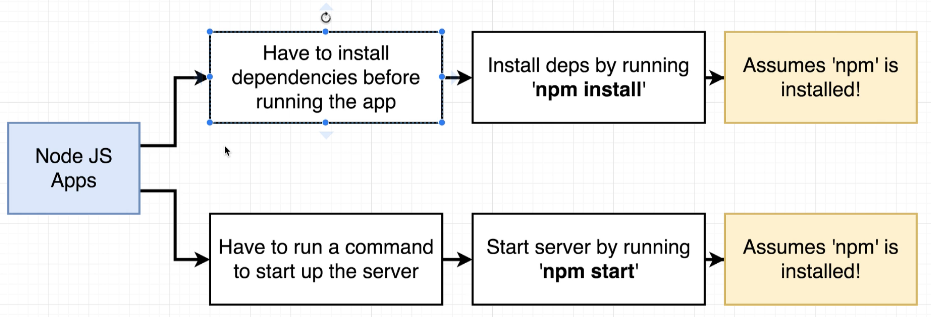 Node JS
Apps
Have to install
dependencies before
running the app
Install deps by running
'npm install'
Assumes 'npm' is
installed!
Have to run a command
to start up the server
Start server by running
'npm start'
Assumes 'npm' is
installed!